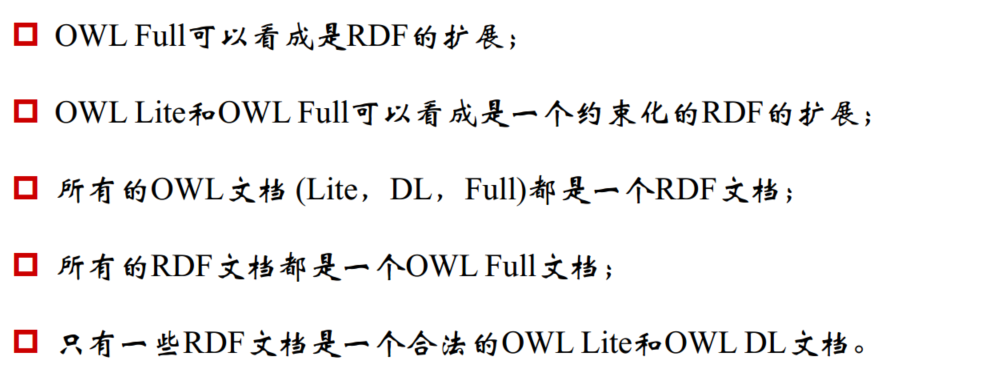 OWL Full可以看成是RDF的扩展；
OWL Lite和OWL Full可以看成是一个约束化的RDF的扩展；
所有的OWL文档 (Lite，DL，Full)都是一个RDF文档；
所有的RDF文档都是一个OWL Full文档；
只有一些RDF文档是一个合法的OWL Lite和OWL DL文档。